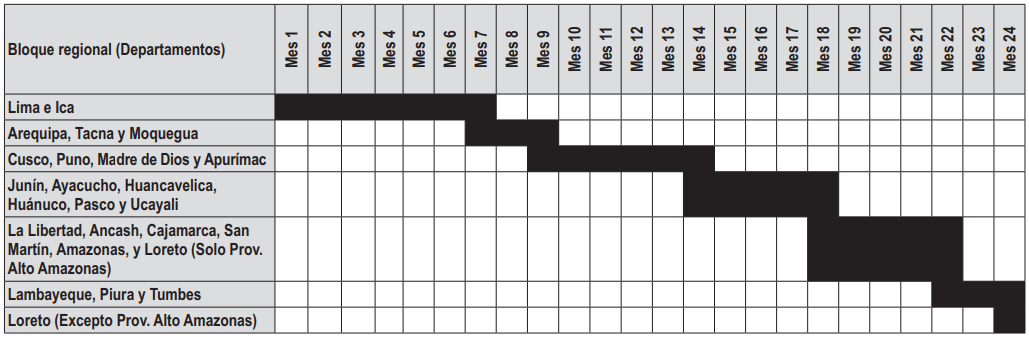 Bloque regional (Departamentos)
Mes 1
Mes 2
Mes 3
Mes 4
Mes 5
Mes 6
Mes 7
Mes 8
Mes 9
Mes 10
Mes 11
Mes 12
Mes 13
Mes 14
Mes 15
Mes 16
Mes 17
Mes 18
Mes 19
Mes 20
Mes 21
Mes 22
Mes 23
Mes 24
Lima e Ica
Arequipa, Tacna y Moquegua
Cusco, Puno, Madre de Dios y Apurímac
Junín, Ayacucho, Huancavelica,
Huánuco, Pasco y Ucayali
La Libertad, Ancash, Cajamarca, San
Martín, Amazonas, y Loreto (Solo Prov.
Alto Amazonas)
Lambayeque, Piura y Tumbes
Loreto (Excepto Prov. Alto Amazonas)